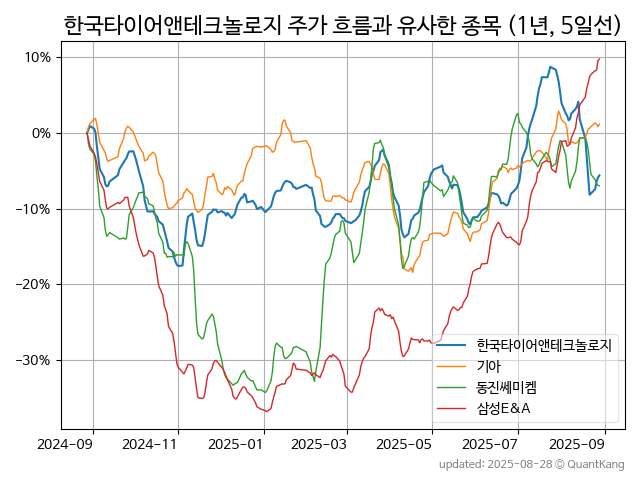 한국타이어앤테크놀로지 주가 흐름과 유사한 종목 (1년, 5일선)
10%
0%
−10%
−20%
−30%
한국타이어앤테크놀로지
기아
동진쎄미켐
삼성E&A
2024-09 2024-11 2025-01 2025-03 2025-05 2025-07 2025-09
updated: 2025-08-28 © QuantKang